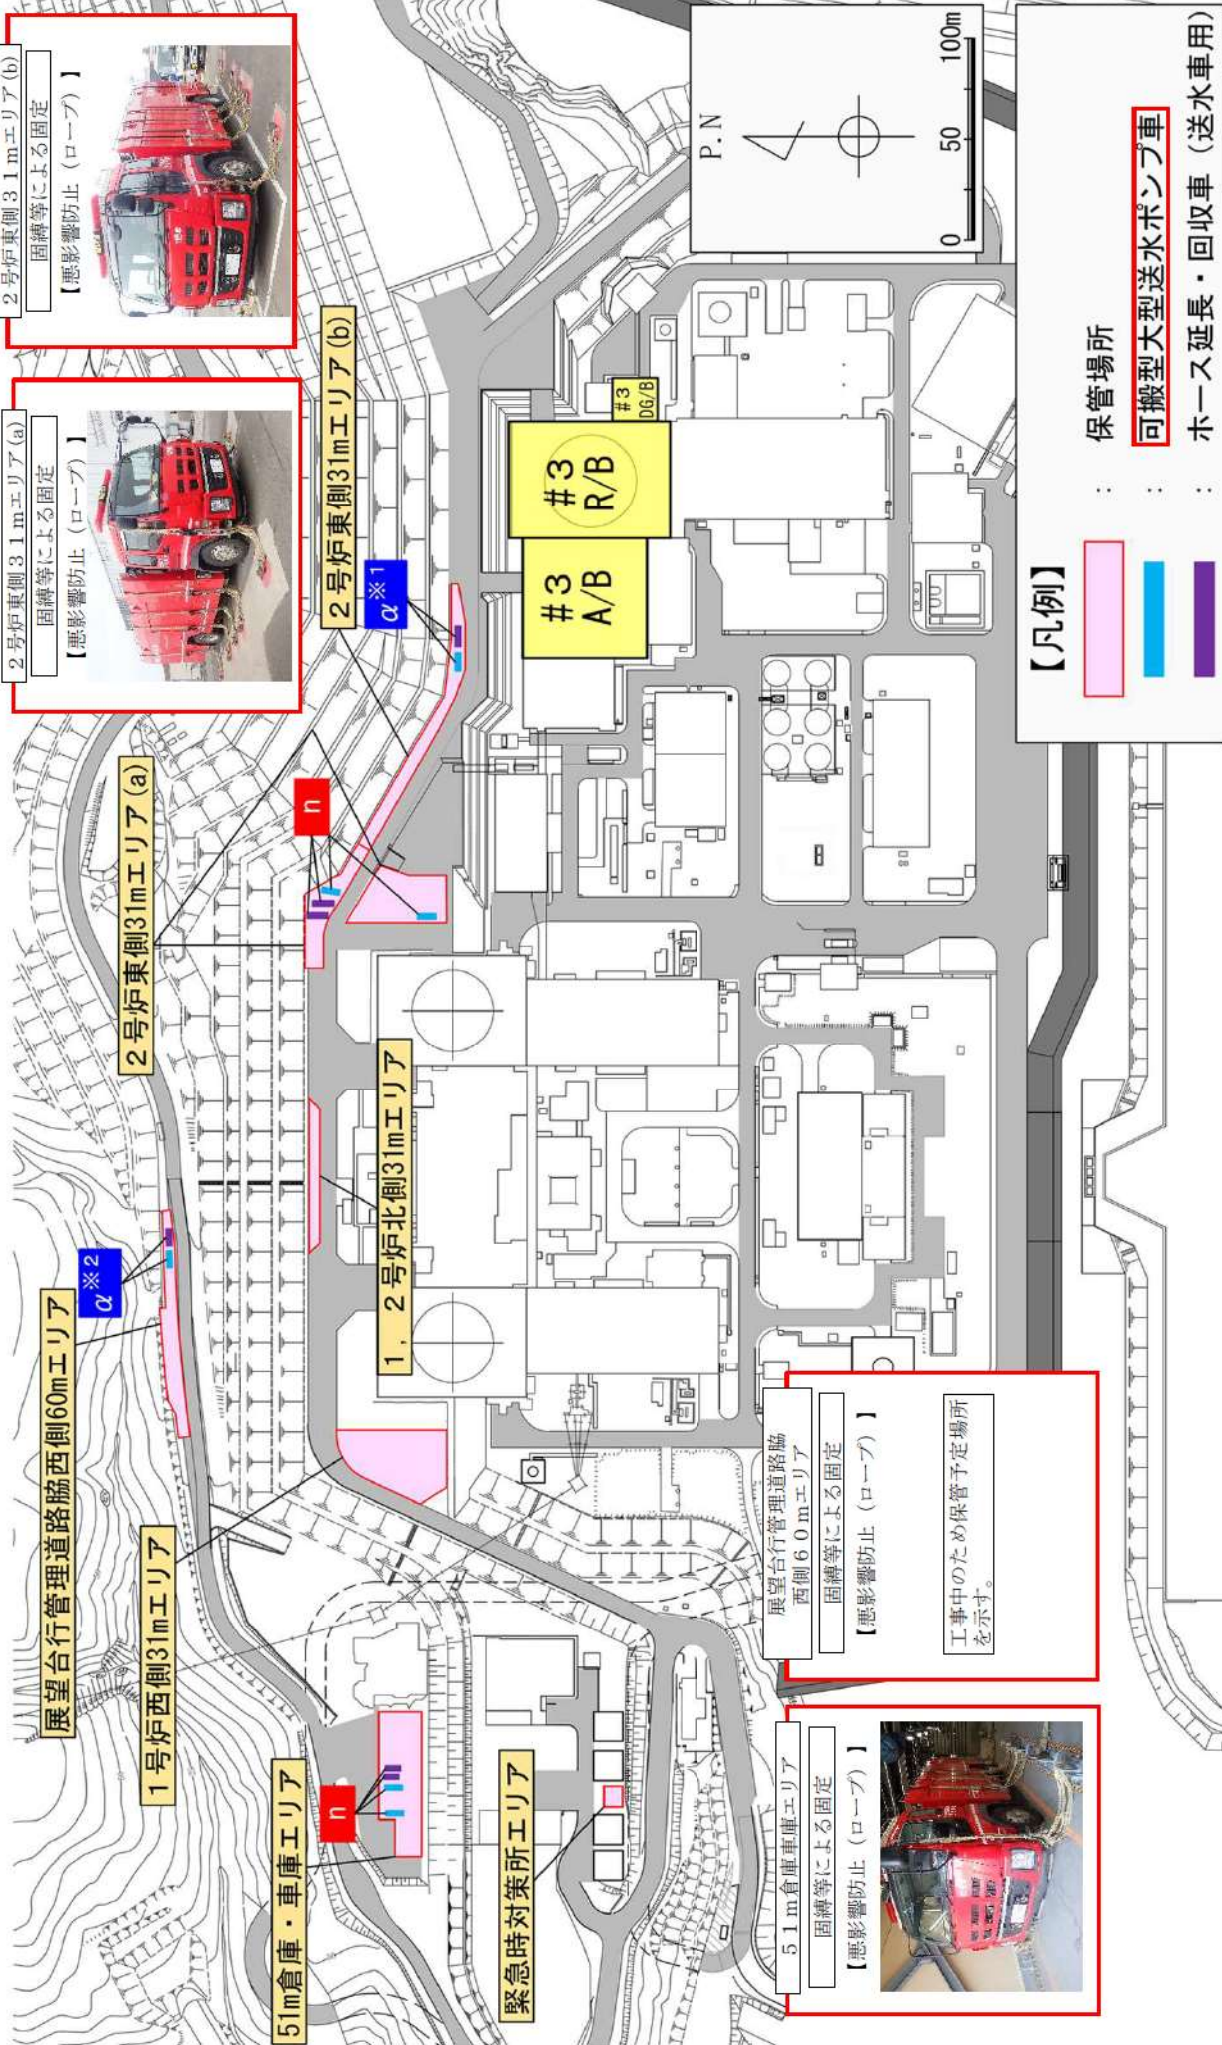 2号炉東側31mエリア(a)
固縛等による固定
【悪影響防止（ロープ）】
2号炉東側31mエリア(b)
固縛等による固定
【悪影響防止（ロープ）】
展望台行管理道路脇西側60mエリア
α※2
2号炉東側31mエリア(a)
1号炉西側31mエリア
n
51m倉庫・車庫エリア
n
2号炉東側31mエリア(b)
α※1
1，2号炉北側31mエリア
緊急時対策所エリア
#3
A/B
#3
R/B
#3
DG/B
P.N
0 50 100m
51m倉庫車庫エリア
固縛等による固定
【悪影響防止（ロープ）】
展望台行管理道路脇
西側60mエリア
固縛等による固定
【悪影響防止（ロープ）】
工事中のため保管予定場所
を示す。
【凡例】
： 保管場所
： 可搬型大型送水ポンプ車
： ホース延長・回収車（送水車用）